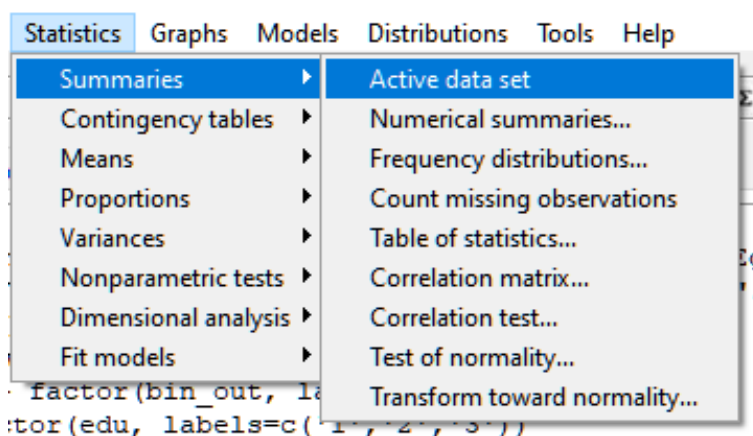 Statistics Graphs Models Distributions Tools Help
Summaries
Contingency tables
Means
Proportions
Variances
Nonparametric tests
Dimensional analysis
Fit models
Active data set
Numerical summaries...
Frequency distributions...
Count missing observations
Table of statistics...
Correlation matrix...
Correlation test...
Test of normality...
Transform toward normality...
factor(bin_out,
ctor(edu, labels=c('1','2','3'))